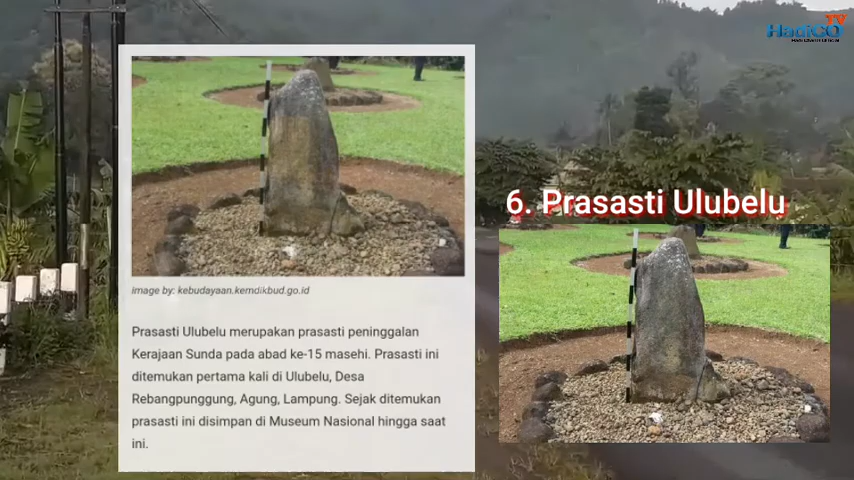 TV
HadiCO
6. Prasasti Ulubelu
image by: kebudayaan.kemdikbud.go.id
Prasasti Ulubelu merupakan prasasti peninggalan
Kerajaan Sunda pada abad ke-15 masehi. Prasasti ini
ditemukan pertama kali di Ulubelu, Desa
Rebangpunggung, Agung, Lampung. Sejak ditemukan
prasasti ini disimpan di Museum Nasional hingga saat
ini.